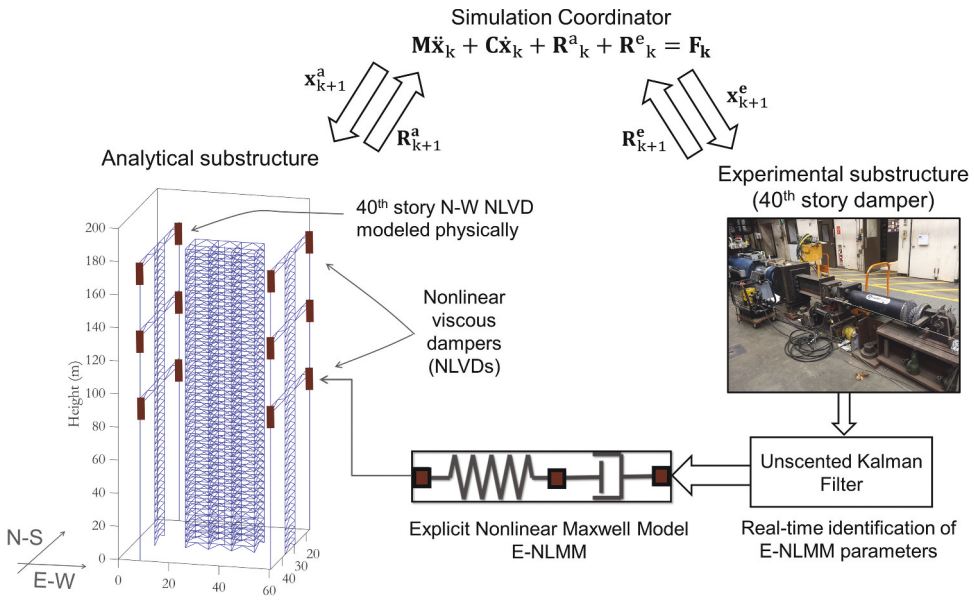 Simulation Coordinator
Mẍₖ + Cẋₖ + Rᵃₖ + Rᵉₖ = Fₖ
xᵃₖ₊₁
Rᵃₖ₊₁
xᵉₖ₊₁
Rᵉₖ₊₁
Analytical substructure
Experimental substructure
(40th story damper)
40th story N-W NLVD
modeled physically
Nonlinear
viscous
dampers
(NLVDs)
Height (m)
200
180
160
140
120
100
80
60
40
20
0
0
20
40
60
40
30
20
N-S
E-W
Unscented Kalman
Filter
Explicit Nonlinear Maxwell Model
E-NLMM
Real-time identification of
E-NLMM parameters